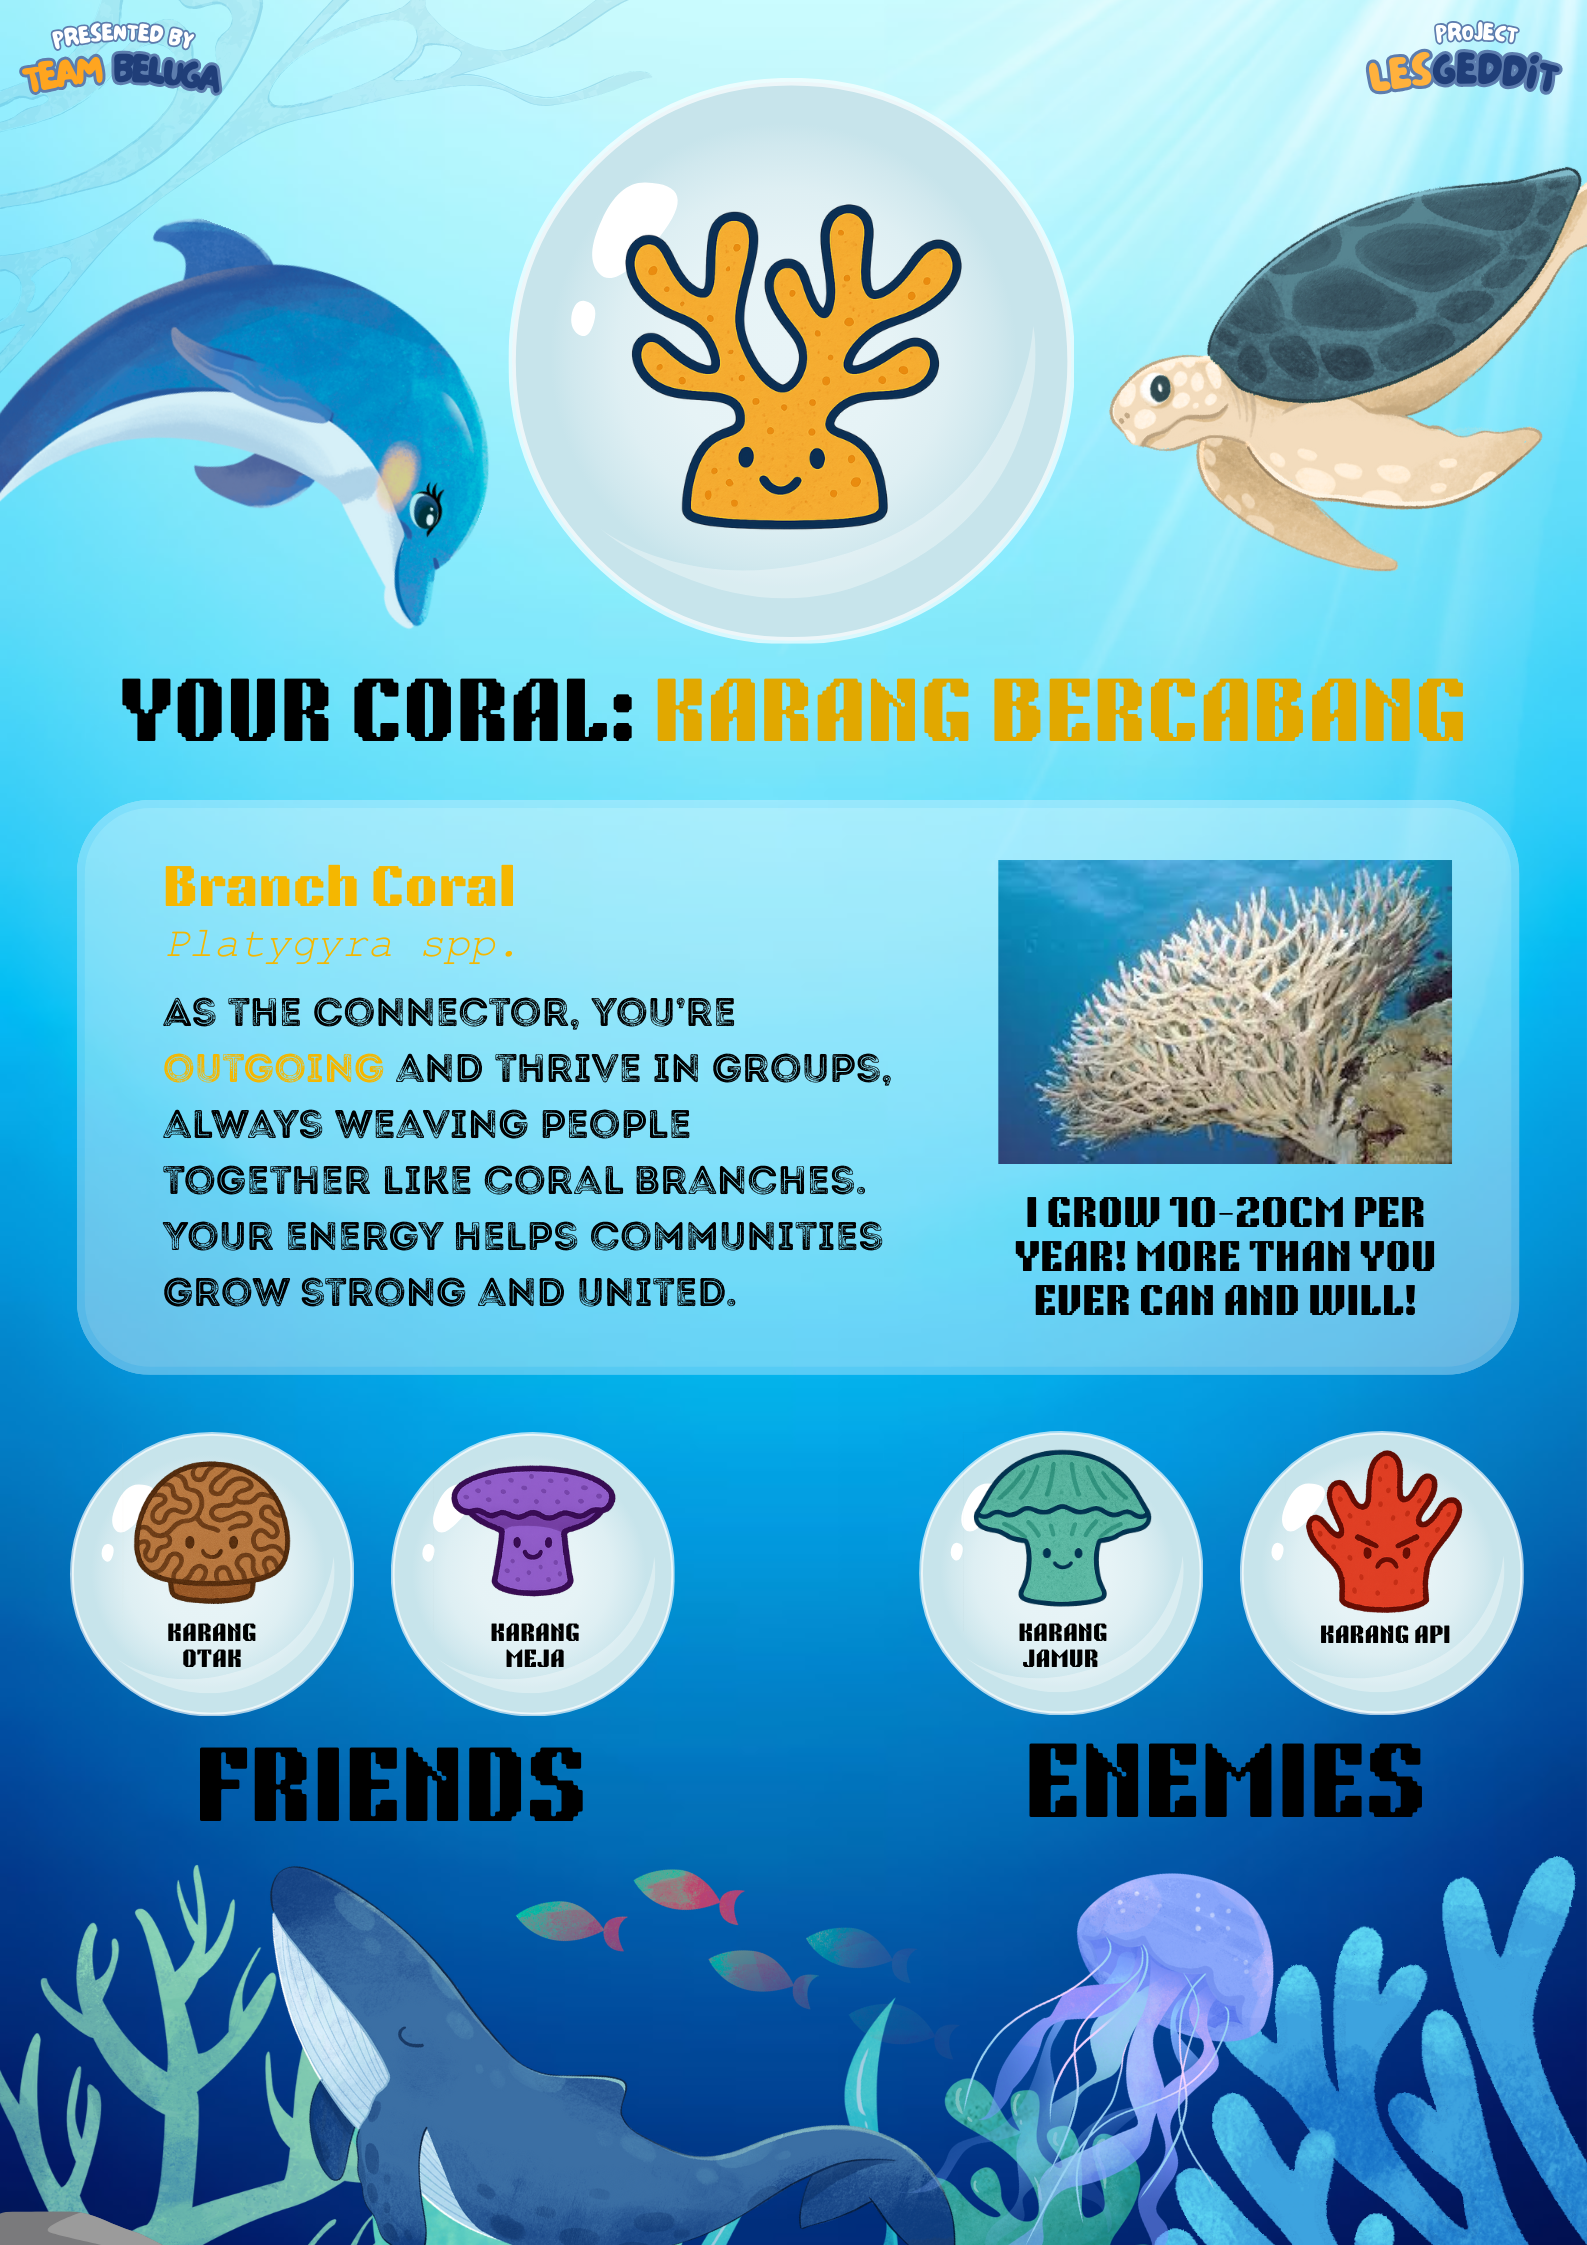 PRESENTED BY
TEAM BELUGA
PROJECT
LESGEDDiT
YOUR CORAL: KARANG BERCABANG
Branch Coral
Platygyra spp.
AS THE CONNECTOR, YOU'RE
OUTGOING AND THRIVE IN GROUPS,
ALWAYS WEAVING PEOPLE
TOGETHER LIKE CORAL BRANCHES.
YOUR ENERGY HELPS COMMUNITIES
GROW STRONG AND UNITED.
I GROW 10-20CM PER
YEAR! MORE THAN YOU
EVER CAN AND WILL!
KARANG
OTAK
KARANG
MEJA
FRIENDS
KARANG
JAMUR
KARANG API
ENEMIES